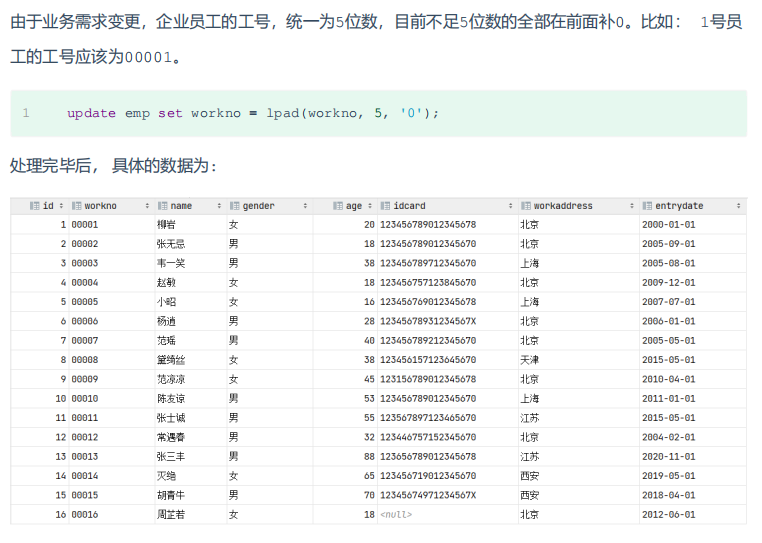 由于业务需求变更，企业员工的工号，统一为5位数，目前不足5位数的全部在前面补0。比如： 1号员
工的工号应该为00001。
1 update emp set workno = lpad(workno, 5, '0');
处理完毕后， 具体的数据为：
id workno name gender age idcard workaddress entrydate
1 00001 柳岩 女 20 123456789012345678 北京 2000-01-01
2 00002 张无忌 男 18 123456789012345670 北京 2005-09-01
3 00003 韦一笑 男 38 123456789712345670 上海 2005-08-01
4 00004 赵敏 女 18 123456757123845670 北京 2009-12-01
5 00005 小昭 女 16 123456769012345678 上海 2007-07-01
6 00006 杨逍 男 28 12345678931234567X 北京 2006-01-01
7 00007 范瑶 男 40 123456789212345670 北京 2005-05-01
8 00008 黛绮丝 女 38 123456157123645670 天津 2015-05-01
9 00009 范凉凉 女 45 123156789012345678 北京 2010-04-01
10 00010 陈友谅 男 53 123456789012345670 上海 2011-01-01
11 00011 张士诚 男 55 123567897123465670 江苏 2015-05-01
12 00012 常遇春 男 32 123446757152345670 北京 2004-02-01
13 00013 张三丰 男 88 123656789012345678 江苏 2020-11-01
14 00014 灭绝 女 65 123456719012345670 西安 2019-05-01
15 00015 胡青牛 男 70 12345674971234567X 西安 2018-04-01
16 00016 周芷若 女 18 <null> 北京 2012-06-01